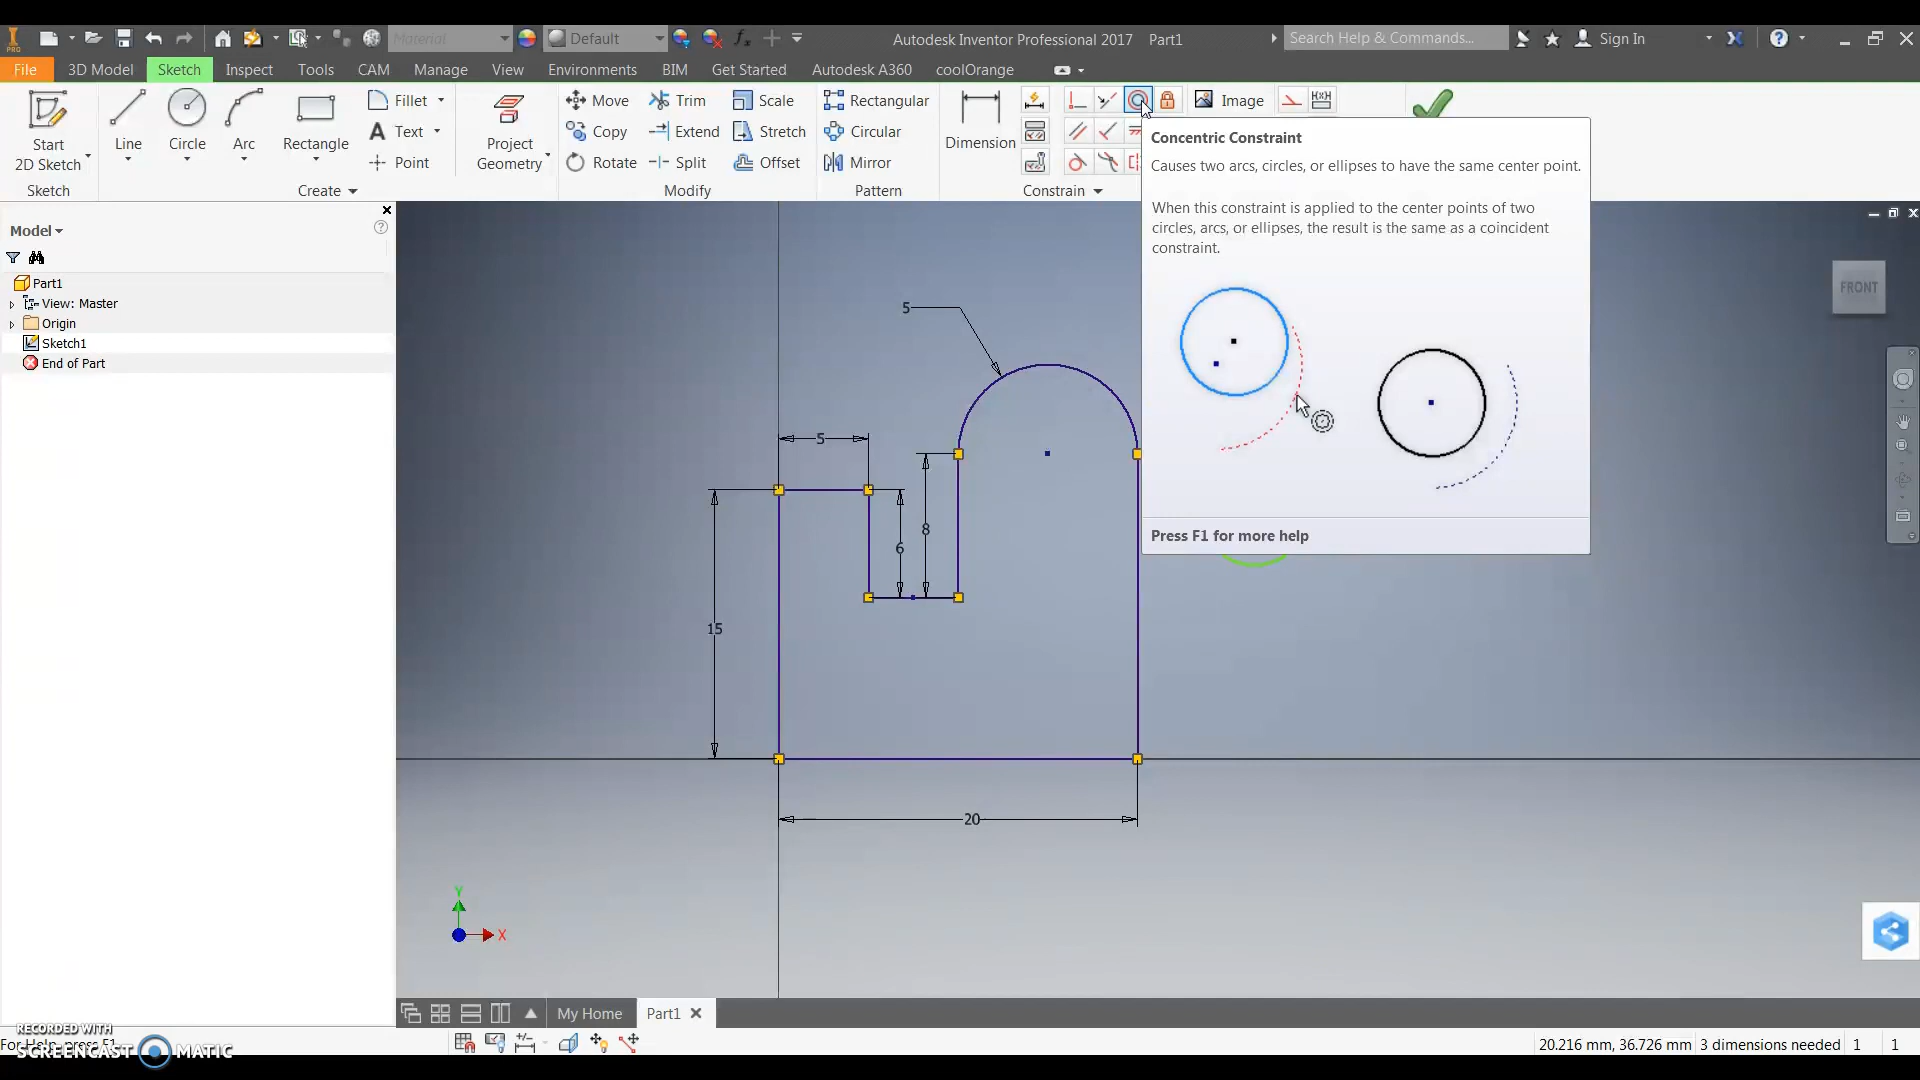 PRO
Material
Default
Autodesk Inventor Professional 2017 Part1
Search Help & Commands...
Sign In
File
3D Model
Sketch
Inspect
Tools
CAM
Manage
View
Environments
BIM
Get Started
Autodesk A360
coolOrange
Start
2D Sketch
Line
Circle
Arc
Rectangle
Fillet
Text
Point
Project
Geometry
Move
Copy
Rotate
Trim
Extend
Split
Scale
Stretch
Offset
Rectangular
Circular
Mirror
Dimension
Image
Sketch
Create
Modify
Pattern
Constrain
Concentric Constraint
Causes two arcs, circles, or ellipses to have the same center point.
When this constraint is applied to the center points of two
circles, arcs, or ellipses, the result is the same as a coincident
constraint.
Press F1 for more help
Model
Part1
View: Master
Origin
Sketch1
End of Part
FRONT
5
5
8
6
15
20
Y
X
My Home
Part1
RECORDED WITH
SCREENCAST MATIC
For Help, press F1
20.216 mm, 36.726 mm
3 dimensions needed
1
1